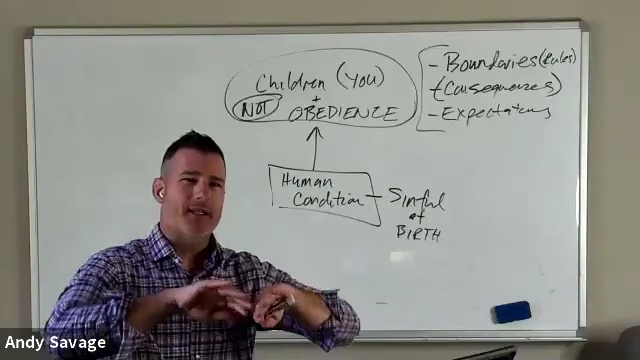 Children (YOU)
+
NOT OBEDIENCE
- Boundaries (Rules)
- (Consequences)
- Expectations
Human
Condition - Sinful
at
BIRTH
Andy Savage